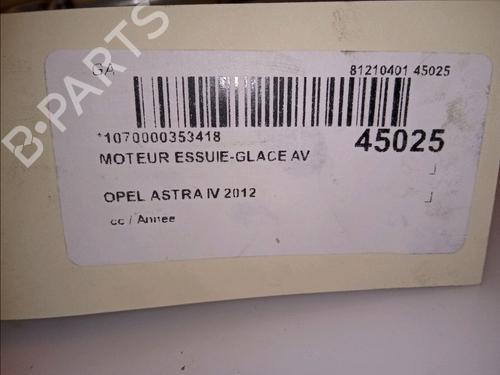 GA
81210401 45025
*1070000353418
45025
MOTEUR ESSUIE-GLACE AV
OPEL ASTRA IV 2012
cc / Annee
B-PARTS